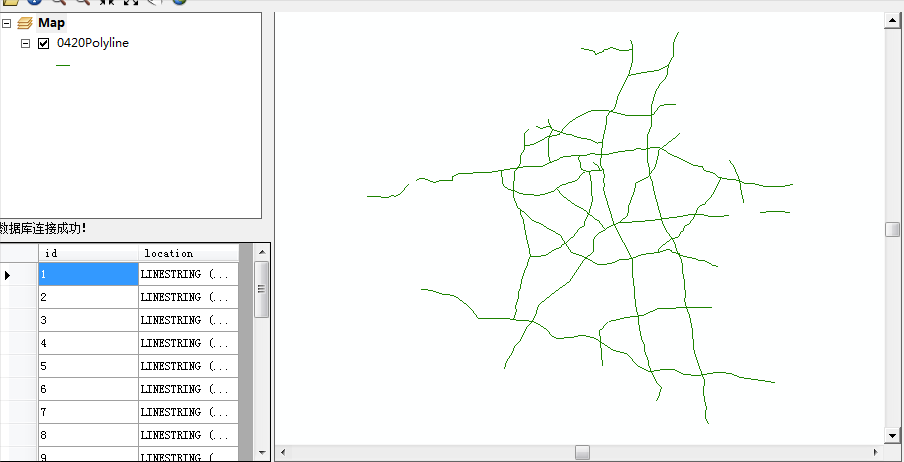 Map
0420Polyline
数据库连接成功!
id location
1 LINESTRING (...
2 LINESTRING (...
3 LINESTRING (...
4 LINESTRING (...
5 LINESTRING (...
6 LINESTRING (...
7 LINESTRING (...
8 LINESTRING (...
9 LINESTRING (...